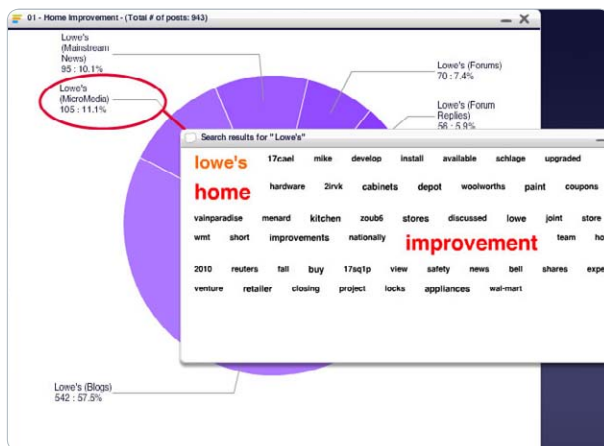 01 - Home Improvement - (Total # of posts: 943)
Lowe's
(Mainstream
News)
95 : 10.1%
Lowe's
(MicroMedia)
105 : 11.1%
Lowe's (Forums)
70 : 7.4%
Lowe's (Forum
Replies)
56 : 5.9%
Search results for "Lowe's"
lowe's 17cael mike develop install available schlage upgraded
home hardware 2irvk cabinets depot woolworths paint coupons
vainparadise menard kitchen zoub6 stores discussed lowe joint store
wmt short improvements nationally improvement team
2010 reuters fall buy 17sq1p view safety news bell shares
venture retailer closing project locks appliances wal-mart
Lowe's (Blogs)
542 : 57.5%